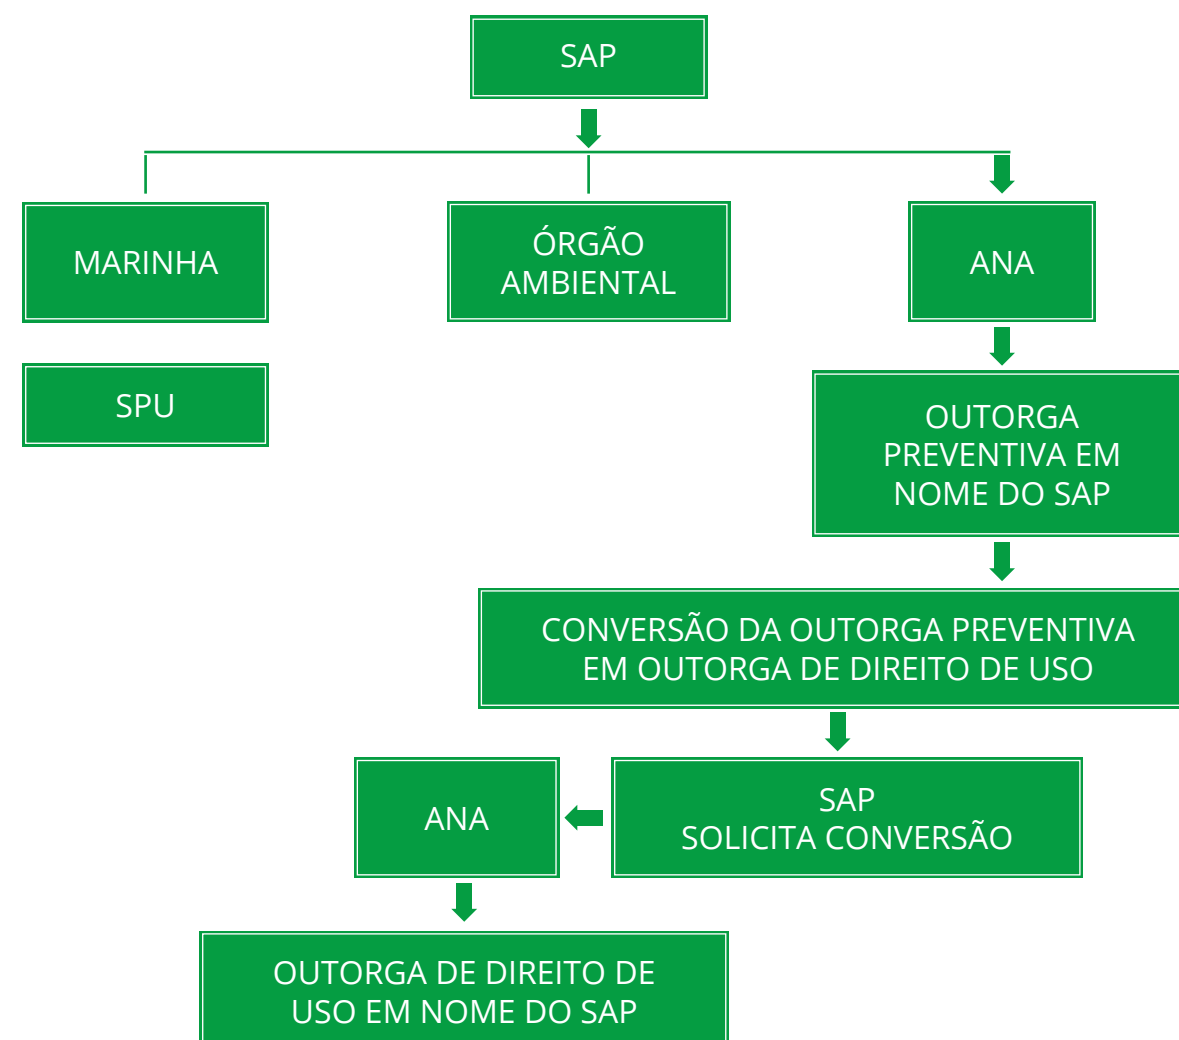 SAP
MARINHA
ÓRGÃO
AMBIENTAL
ANA
SPU
OUTORGA
PREVENTIVA EM
NOME DO SAP
CONVERSÃO DA OUTORGA PREVENTIVA
EM OUTORGA DE DIREITO DE USO
ANA
SAP
SOLICITA CONVERSÃO
OUTORGA DE DIREITO DE
USO EM NOME DO SAP